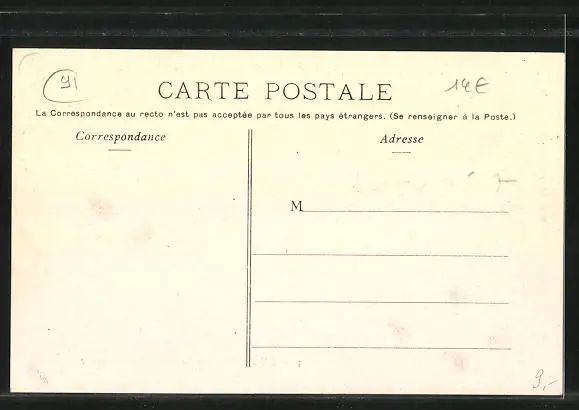 91
CARTE POSTALE
14€
La Correspondance au recto n'est pas acceptée par tous les pays étrangers. (Se renseigner à la Poste.)
Correspondance
Adresse
M
9,-